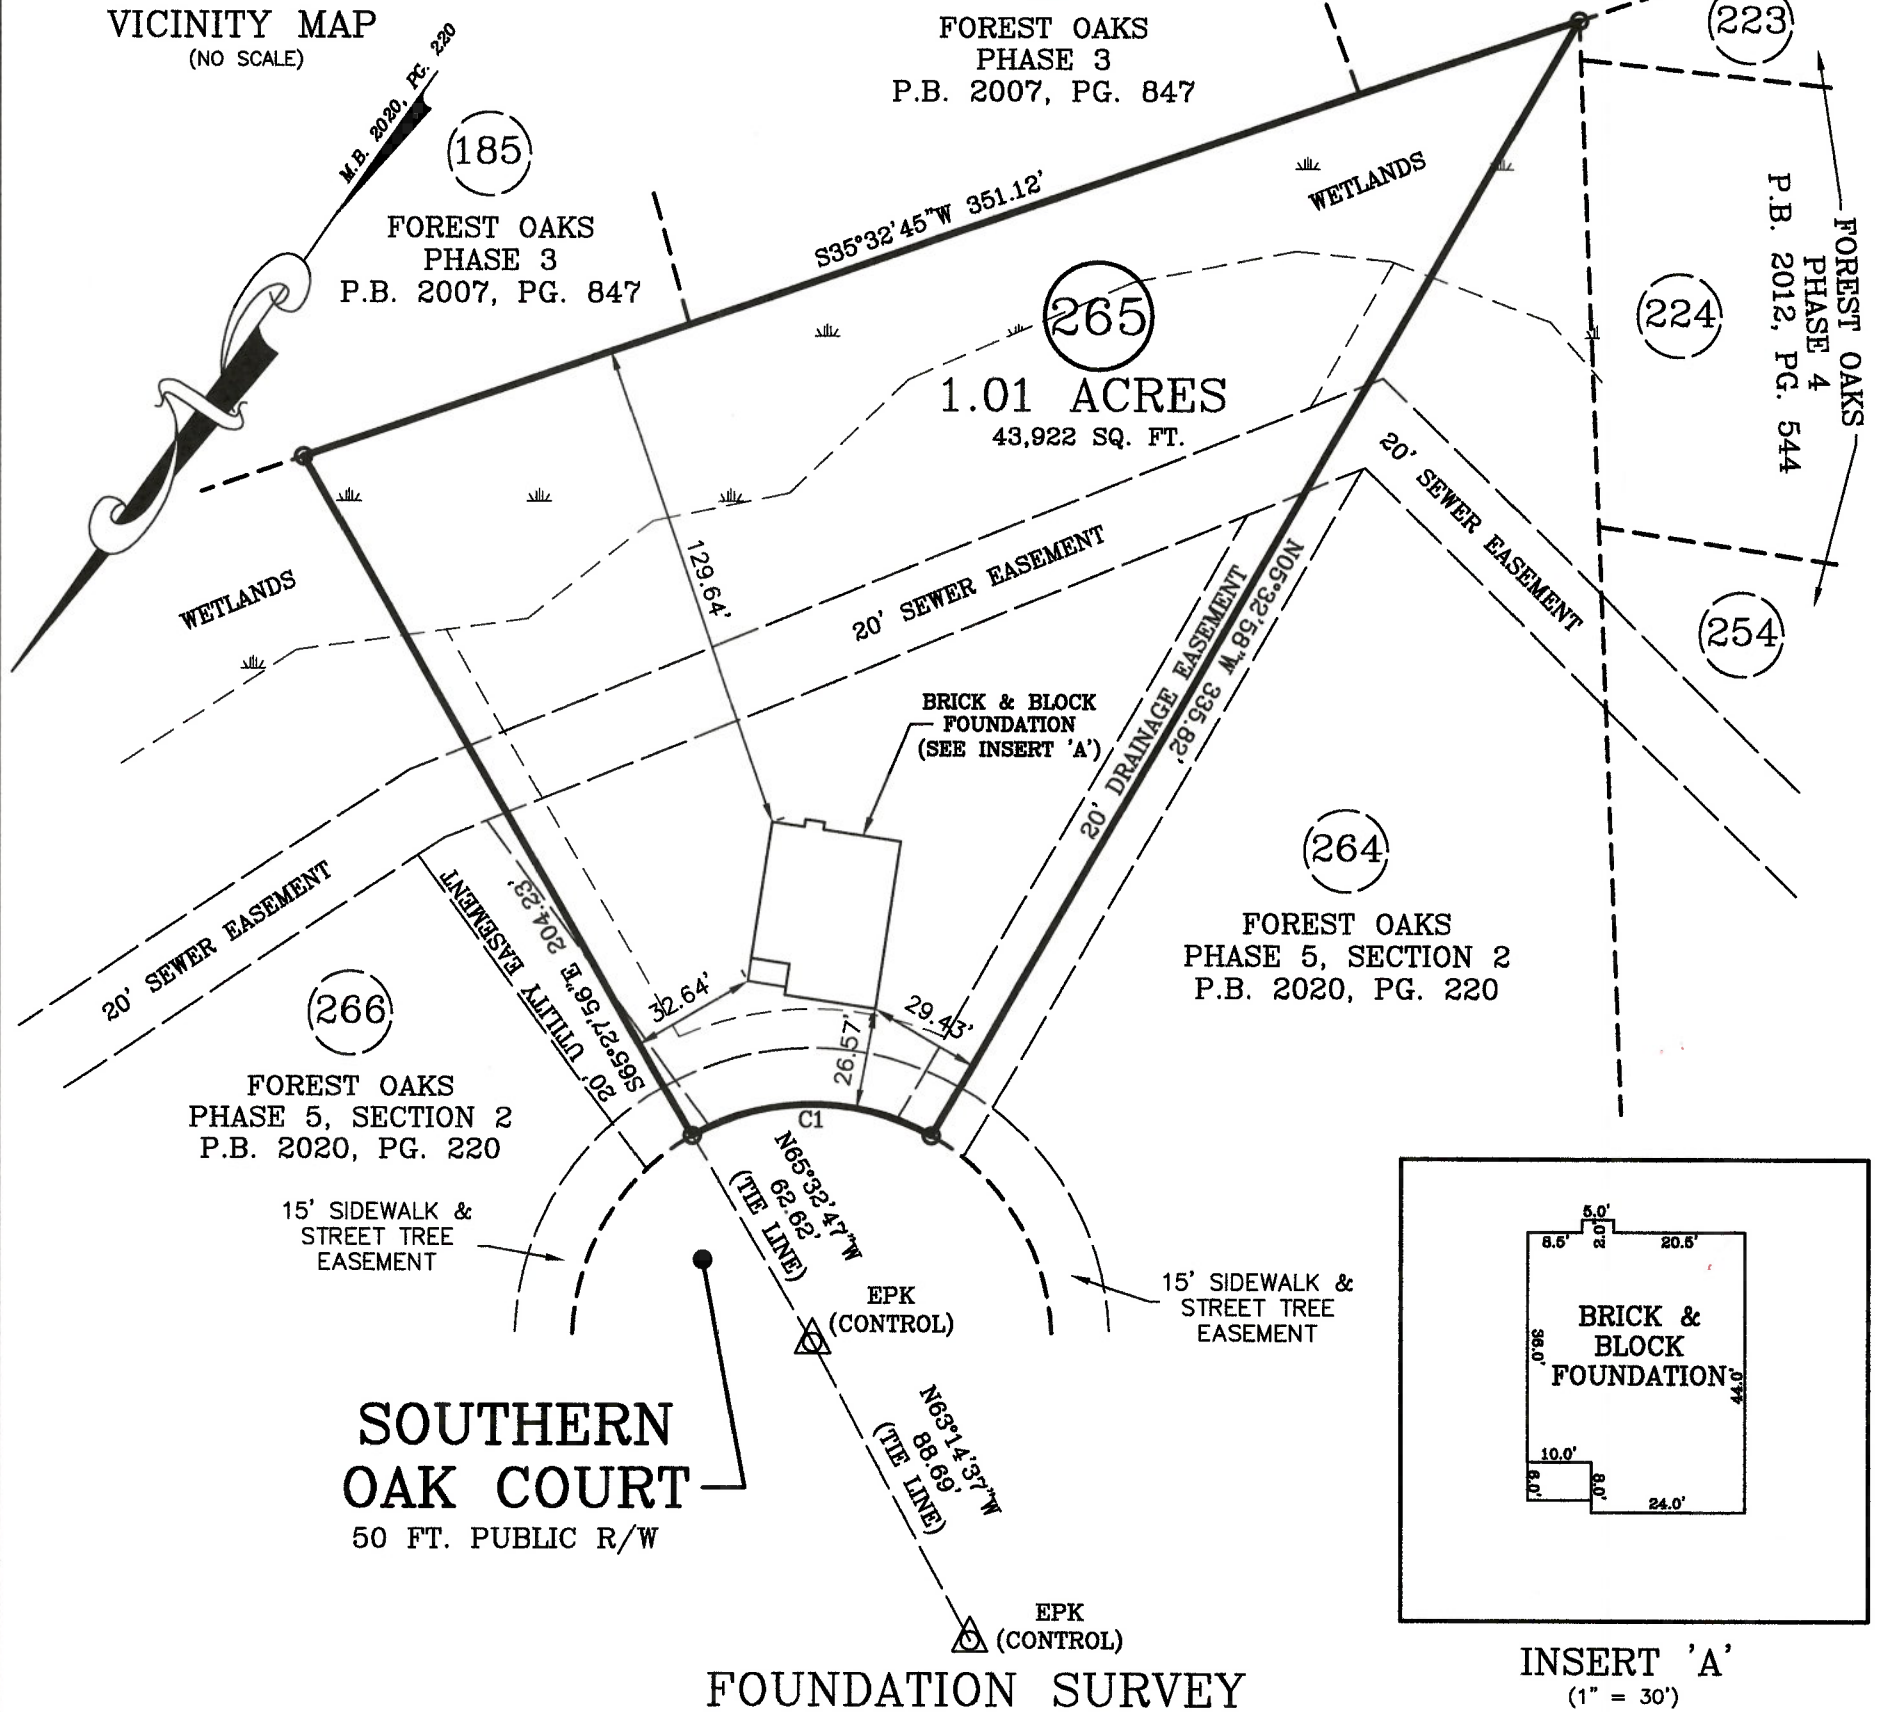 VICINITY MAP
(NO SCALE)
M.B. 2020, PG. 220
185
FOREST OAKS
PHASE 3
P.B. 2007, PG. 847
FOREST OAKS
PHASE 3
P.B. 2007, PG. 847
223
FOREST OAKS
PHASE 4
P.B. 2012, PG. 544
224
254
S35°32'45"W 351.12'
WETLANDS
265
1.01 ACRES
43,922 SQ. FT.
129.64'
WETLANDS
20' SEWER EASEMENT
20' SEWER EASEMENT
20' SEWER EASEMENT
BRICK & BLOCK
FOUNDATION
(SEE INSERT 'A')
20' DRAINAGE EASEMENT
N05°32'58"W 335.82'
264
FOREST OAKS
PHASE 5, SECTION 2
P.B. 2020, PG. 220
266
FOREST OAKS
PHASE 5, SECTION 2
P.B. 2020, PG. 220
20' UTILITY EASEMENT
S65°27'56"E 204.23'
32.64'
29.43'
26.57'
C1
N65°32'47"W
62.62'
(TIE LINE)
15' SIDEWALK &
STREET TREE
EASEMENT
15' SIDEWALK &
STREET TREE
EASEMENT
EPK
(CONTROL)
SOUTHERN
OAK COURT
50 FT. PUBLIC R/W
N63°14'37"W
88.69'
(TIE LINE)
EPK
(CONTROL)
FOUNDATION SURVEY
5.0'
8.5'
2.0'
20.5'
BRICK &
BLOCK
FOUNDATION
36.0'
44.0'
10.0'
6.0'
8.0'
24.0'
INSERT 'A'
(1" = 30')